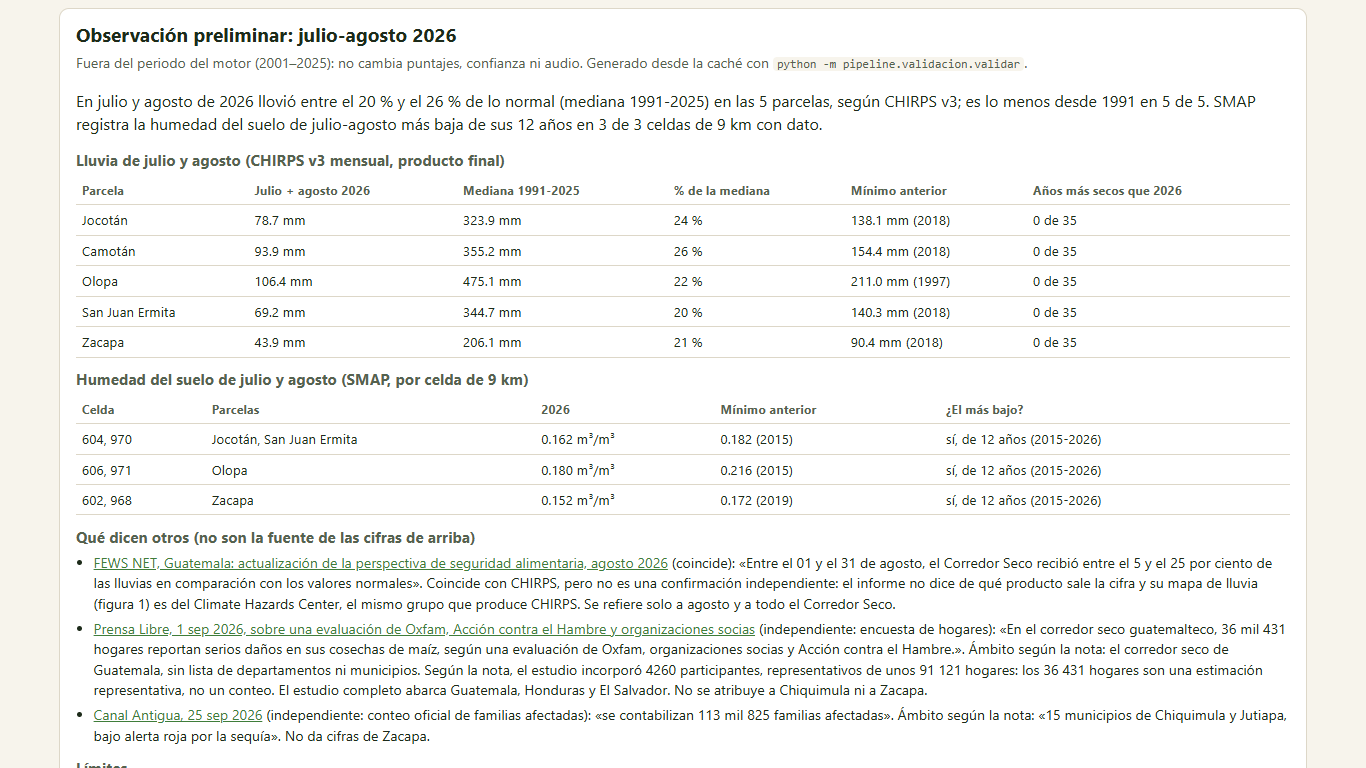 Observación preliminar: julio-agosto 2026
Fuera del periodo del motor (2001–2025): no cambia puntajes, confianza ni audio. Generado desde la caché con python -m pipeline.validacion.validar.
En julio y agosto de 2026 llovió entre el 20 % y el 26 % de lo normal (mediana 1991-2025) en las 5 parcelas, según CHIRPS v3; es lo menos desde 1991 en 5 de 5. SMAP
registra la humedad del suelo de julio-agosto más baja de sus 12 años en 3 de 3 celdas de 9 km con dato.
Lluvia de julio y agosto (CHIRPS v3 mensual, producto final)
Parcela Julio + agosto 2026 Mediana 1991-2025 % de la mediana Mínimo anterior Años más secos que 2026
Jocotán 78.7 mm 323.9 mm 24 % 138.1 mm (2018) 0 de 35
Camotán 93.9 mm 355.2 mm 26 % 154.4 mm (2018) 0 de 35
Olopa 106.4 mm 475.1 mm 22 % 211.0 mm (1997) 0 de 35
San Juan Ermita 69.2 mm 344.7 mm 20 % 140.3 mm (2018) 0 de 35
Zacapa 43.9 mm 206.1 mm 21 % 90.4 mm (2018) 0 de 35
Humedad del suelo de julio y agosto (SMAP, por celda de 9 km)
Celda Parcelas 2026 Mínimo anterior ¿El más bajo?
604, 970 Jocotán, San Juan Ermita 0.162 m³/m³ 0.182 (2015) sí, de 12 años (2015-2026)
606, 971 Olopa 0.180 m³/m³ 0.216 (2015) sí, de 12 años (2015-2026)
602, 968 Zacapa 0.152 m³/m³ 0.172 (2019) sí, de 12 años (2015-2026)
Qué dicen otros (no son la fuente de las cifras de arriba)
• FEWS NET, Guatemala: actualización de la perspectiva de seguridad alimentaria, agosto 2026 (coincide): «Entre el 01 y el 31 de agosto, el Corredor Seco recibió entre el 5 y el 25 por ciento de
las lluvias en comparación con los valores normales». Coincide con CHIRPS, pero no es una confirmación independiente: el informe no dice de qué producto sale la cifra y su mapa de lluvia
(figura 1) es del Climate Hazards Center, el mismo grupo que produce CHIRPS. Se refiere solo a agosto y a todo el Corredor Seco.
• Prensa Libre, 1 sep 2026, sobre una evaluación de Oxfam, Acción contra el Hambre y organizaciones socias (independiente: encuesta de hogares): «En el corredor seco guatemalteco, 36 mil 431
hogares reportan serios daños en sus cosechas de maíz, según una evaluación de Oxfam, organizaciones socias y Acción contra el Hambre.». Ámbito según la nota: el corredor seco de
Guatemala, sin lista de departamentos ni municipios. Según la nota, el estudio incorporó 4260 participantes, representativos de unos 91 121 hogares: los 36 431 hogares son una estimación
representativa, no un conteo. El estudio completo abarca Guatemala, Honduras y El Salvador. No se atribuye a Chiquimula ni a Zacapa.
• Canal Antigua, 25 sep 2026 (independiente: conteo oficial de familias afectadas): «se contabilizan 113 mil 825 familias afectadas». Ámbito según la nota: «15 municipios de Chiquimula y Jutiapa,
bajo alerta roja por la sequía». No da cifras de Zacapa.
Límites